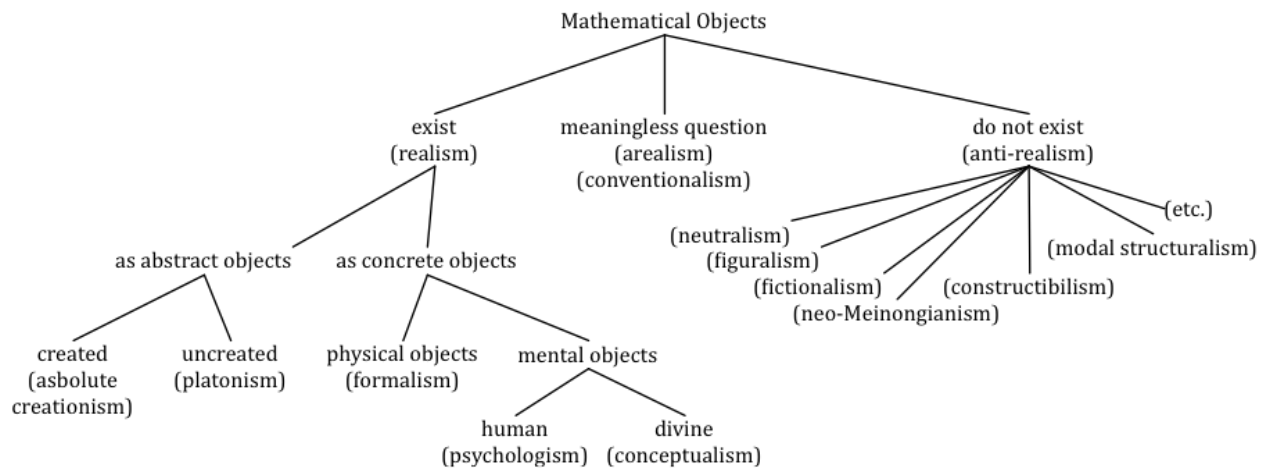 Mathematical Objects
exist
(realism)
meaningless question
(arealism)
(conventionalism)
do not exist
(anti-realism)
as abstract objects
as concrete objects
(neutralism)
(figuralism)
(fictionalism)
(neo-Meinongianism)
(constructibilism)
(modal structuralism)
(etc.)
created
(asbolute
creationism)
uncreated
(platonism)
physical objects
(formalism)
mental objects
human
(psychologism)
divine
(conceptualism)